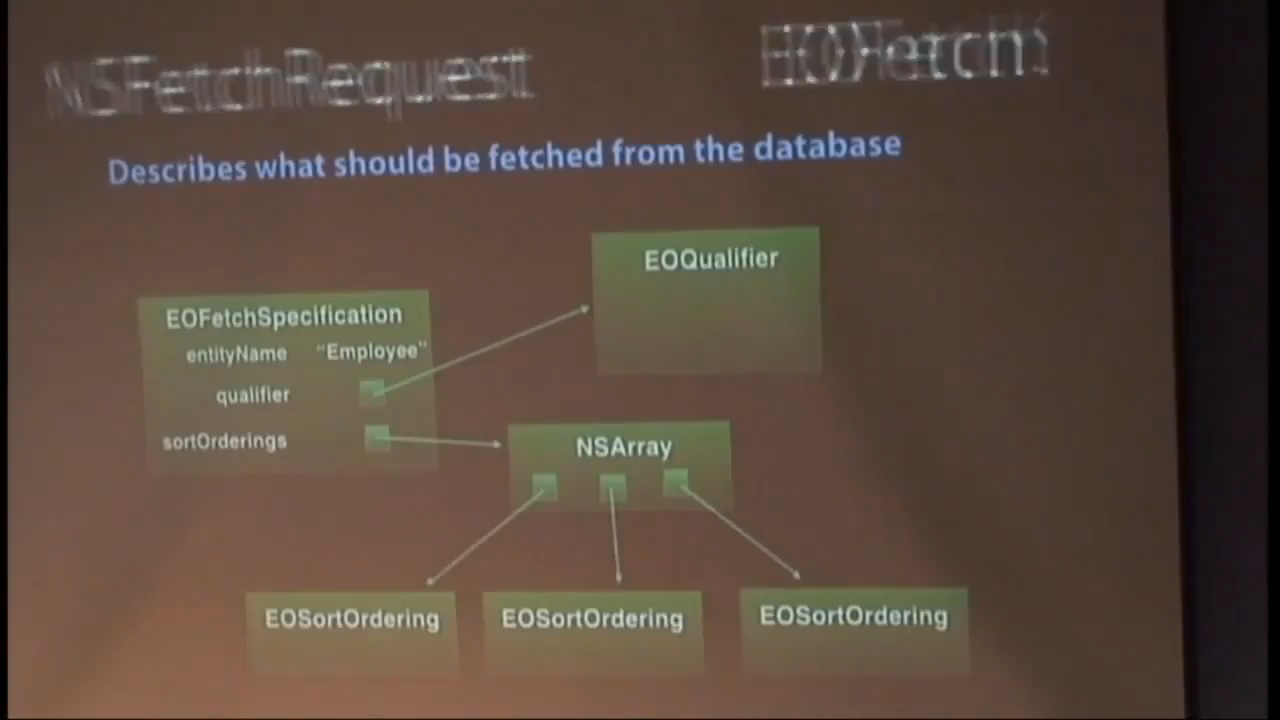 NSFetchRequest
Describes what should be fetched from the database
EOQualifier
EOFetchSpecification
entityName "Employee"
qualifier
sortOrderings
NSArray
EOSortOrdering EOSortOrdering EOSortOrdering